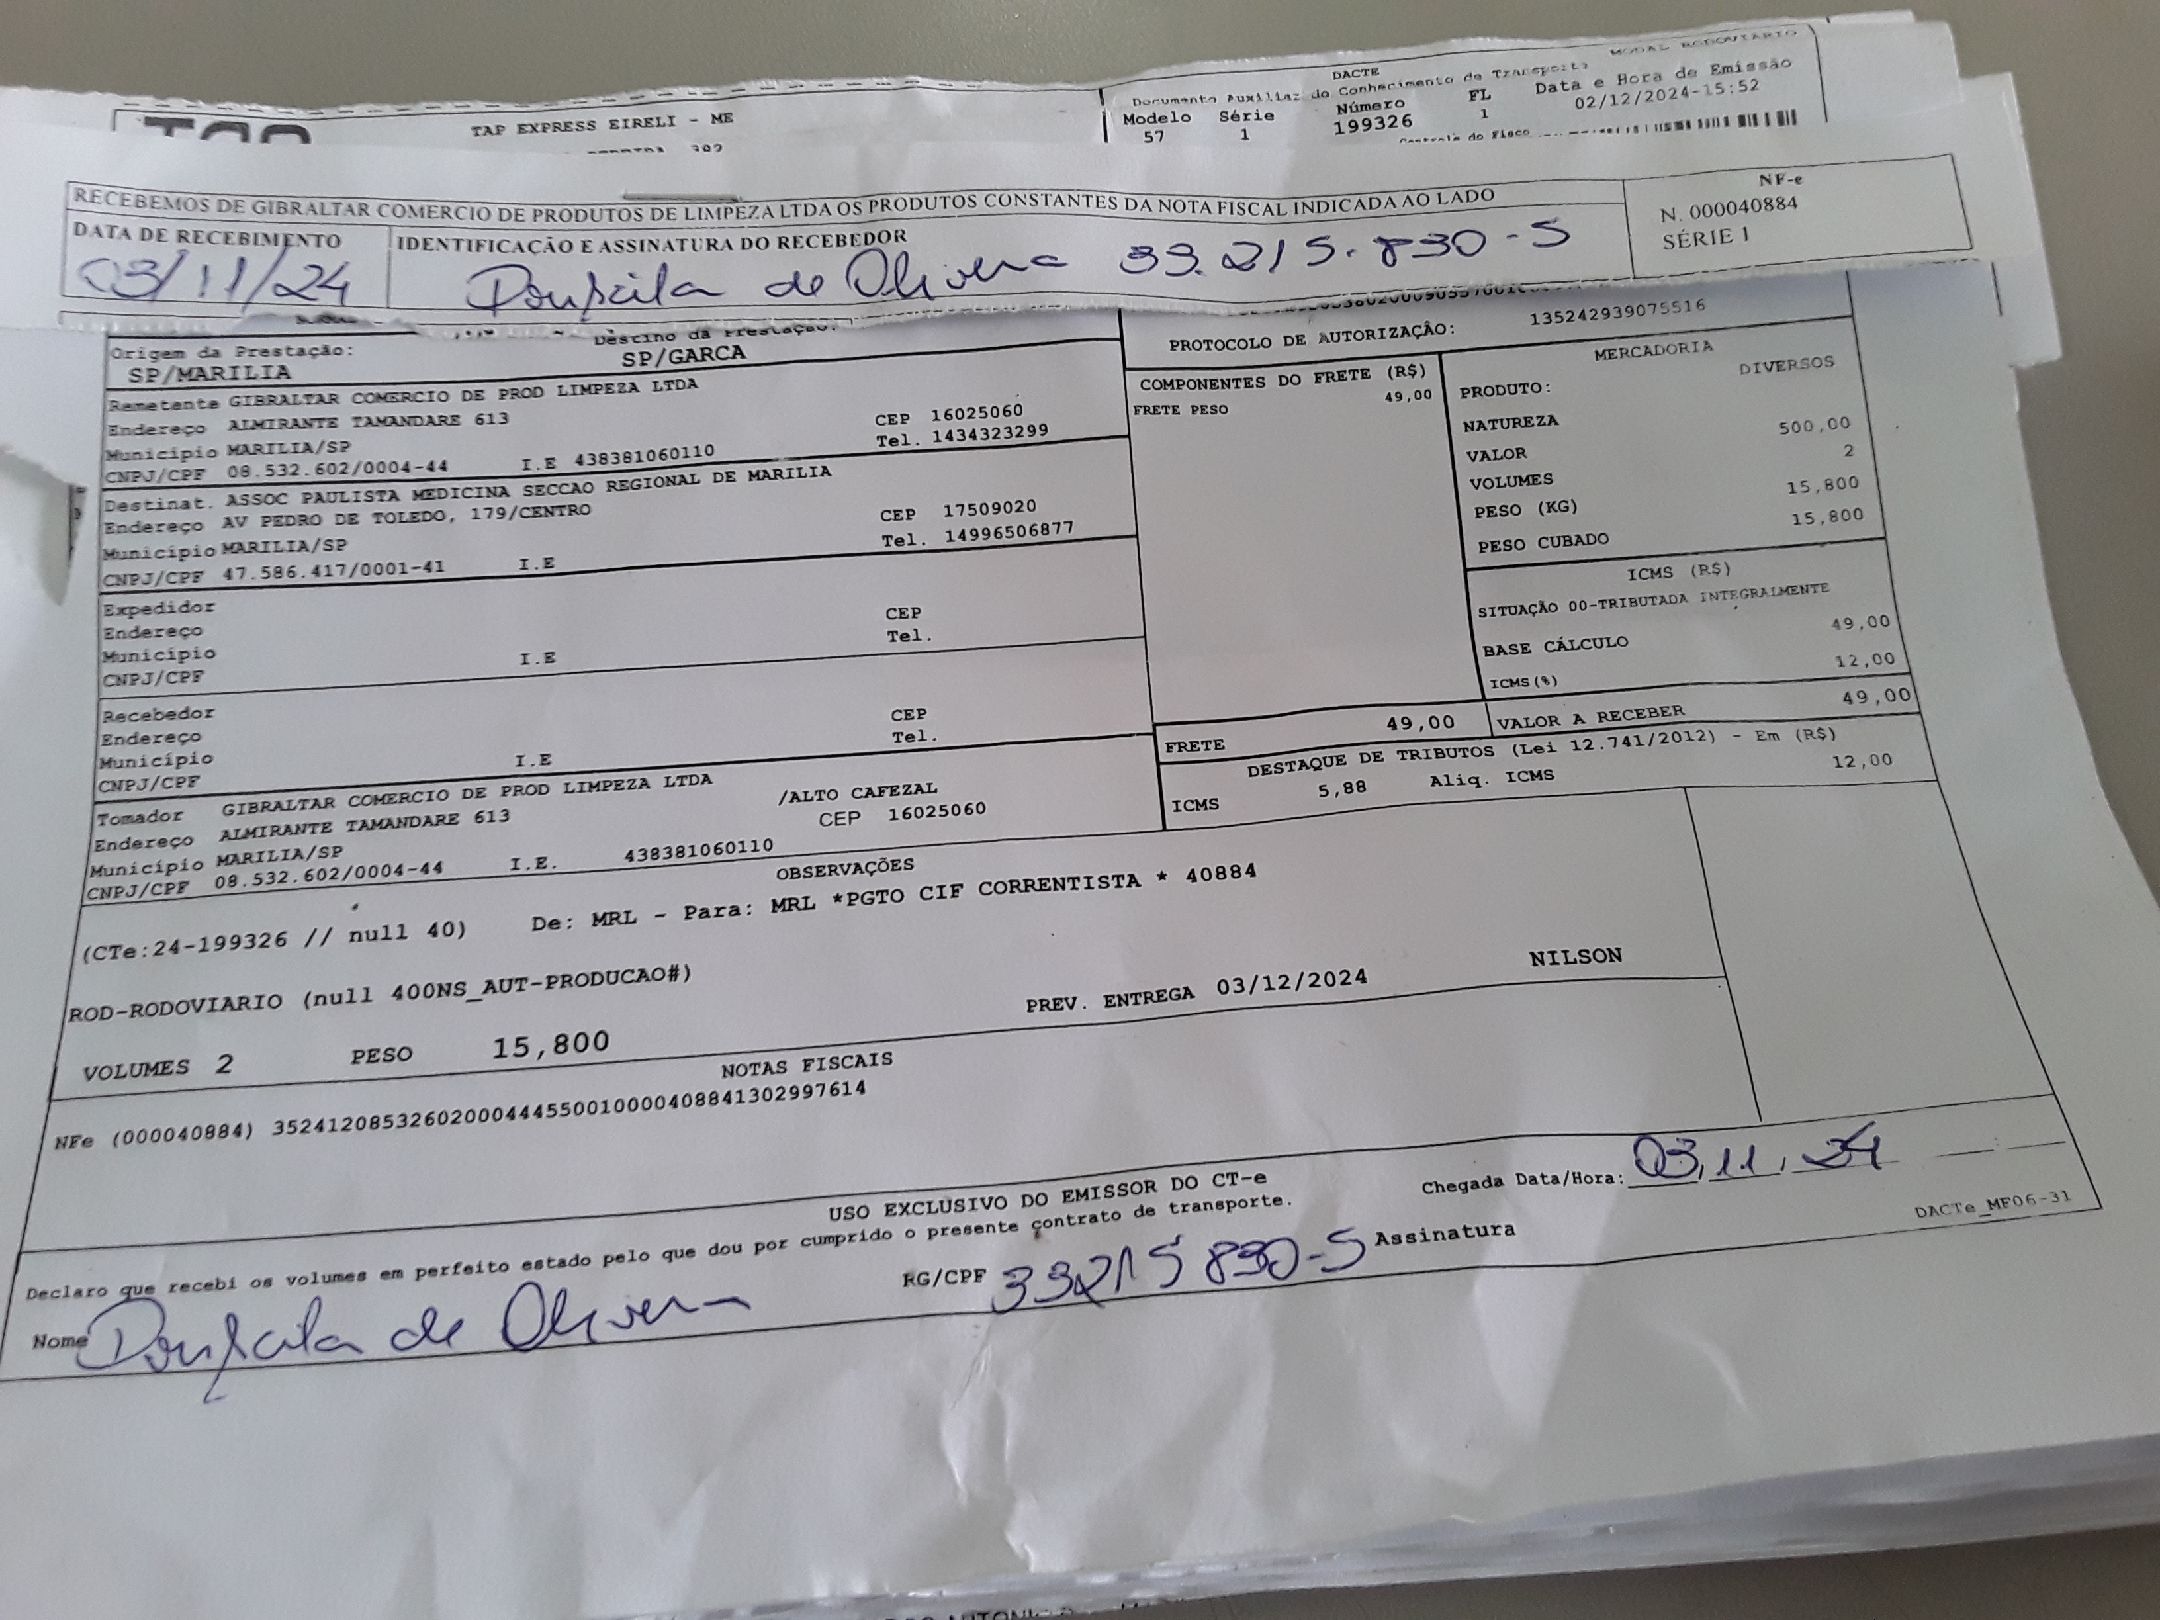 TAP EXPRESS EIRELI - ME
DACTE
MODAL RODOVIARIO
Documento Auxiliar do Conhecimento de Transporte
Modelo Série Número FL Data e Hora de Emissão
57 1 199326 1 02/12/2024-15:52
Controle do Fisco
RECEBEMOS DE GIBRALTAR COMERCIO DE PRODUTOS DE LIMPEZA LTDA OS PRODUTOS CONSTANTES DA NOTA FISCAL INDICADA AO LADO
NF-e
N. 000040884
SÉRIE 1
DATA DE RECEBIMENTO
03/11/24
IDENTIFICAÇÃO E ASSINATURA DO RECEBEDOR
de Olivera 33.215.830-5
Origem da Prestação:
SP/MARILIA
Destino da Prestação:
SP/GARCA
PROTOCOLO DE AUTORIZAÇÃO: 135242939075516
Remetente GIBRALTAR COMERCIO DE PROD LIMPEZA LTDA
Endereço ALMIRANTE TAMANDARE 613 CEP 16025060
Município MARILIA/SP Tel. 1434323299
CNPJ/CPF 08.532.602/0004-44 I.E 438381060110
Destinat. ASSOC PAULISTA MEDICINA SECCAO REGIONAL DE MARILIA
Endereço AV PEDRO DE TOLEDO, 179/CENTRO CEP 17509020
Município MARILIA/SP Tel. 14996506877
CNPJ/CPF 47.586.417/0001-41 I.E
Expedidor
Endereço CEP
Município Tel.
CNPJ/CPF I.E
Recebedor
Endereço CEP
Município Tel.
CNPJ/CPF I.E
Tomador GIBRALTAR COMERCIO DE PROD LIMPEZA LTDA
Endereço ALMIRANTE TAMANDARE 613 /ALTO CAFEZAL
Município MARILIA/SP CEP 16025060
CNPJ/CPF 08.532.602/0004-44 I.E. 438381060110
COMPONENTES DO FRETE (R$)
FRETE PESO 49,00
MERCADORIA
PRODUTO: DIVERSOS
NATUREZA
VALOR 500,00
VOLUMES 2
PESO (KG) 15,800
PESO CUBADO 15,800
ICMS (R$)
SITUAÇÃO 00-TRIBUTADA INTEGRALMENTE
BASE CÁLCULO 49,00
ICMS(%) 12,00
FRETE 49,00 VALOR A RECEBER 49,00
DESTAQUE DE TRIBUTOS (Lei 12.741/2012) - Em (R$)
ICMS 5,88 Aliq. ICMS 12,00
OBSERVAÇÕES
(CTe:24-199326 // null 40) De: MRL - Para: MRL *PGTO CIF CORRENTISTA * 40884
ROD-RODOVIARIO (null 400NS_AUT-PRODUCAO#)
PREV. ENTREGA 03/12/2024 NILSON
VOLUMES 2 PESO 15,800
NOTAS FISCAIS
NFe (000040884) 35241208532602000444550010000408841302997614
USO EXCLUSIVO DO EMISSOR DO CT-e
Declaro que recebi os volumes em perfeito estado pelo que dou por cumprido o presente contrato de transporte.
Chegada Data/Hora: 03,11,24
Nome de Olivera RG/CPF 33215830-5 Assinatura
DACTe_MF06-31